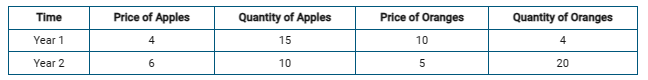 Time Price of Apples Quantity of Apples Price of Oranges Quantity of Oranges
Year 1 4 15 10 4
Year 2 6 10 5 20